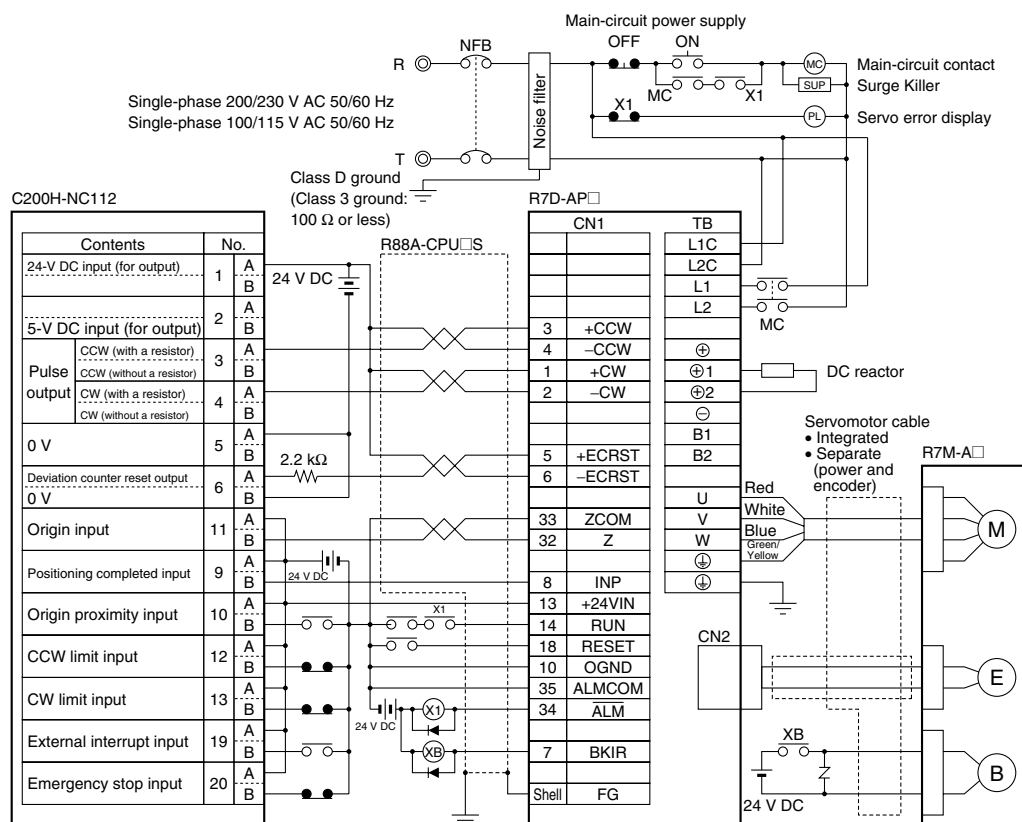 Main-circuit power supply
OFF ON
NFB
R
MC
Main-circuit contact
SUP
Surge Killer
MC X1
Single-phase 200/230 V AC 50/60 Hz
Single-phase 100/115 V AC 50/60 Hz
Noise filter
X1
PL
Servo error display
T
Class D ground
(Class 3 ground:
100 Ω or less)
C200H-NC112
R7D-AP□
R88A-CPU□S
Contents No.
24-V DC input (for output) 1 A B
2 A B
5-V DC input (for output)
Pulse output
CCW (with a resistor) 3 A
CCW (without a resistor) B
CW (with a resistor) 4 A
CW (without a resistor) B
0 V 5 A B
Deviation counter reset output 6 A
0 V B
Origin input 11 A B
Positioning completed input 9 A B
Origin proximity input 10 A B
CCW limit input 12 A B
CW limit input 13 A B
External interrupt input 19 A B
Emergency stop input 20 A B
24 V DC
2.2 kΩ
24 V DC
X1
24 V DC
X1
XB
CN1
3 +CCW
4 −CCW
1 +CW
2 −CW
5 +ECRST
6 −ECRST
33 ZCOM
32 Z
8 INP
13 +24VIN
14 RUN
18 RESET
10 OGND
35 ALMCOM
34 ALM
7 BKIR
Shell FG
TB
L1C
L2C
L1
L2
⊕
⊕1
⊕2
⊖
B1
B2
U
V
W
MC
DC reactor
Servomotor cable
• Integrated
• Separate
(power and
encoder)
R7M-A□
Red
White
Blue
Green/
Yellow
M
CN2
E
XB
24 V DC
B